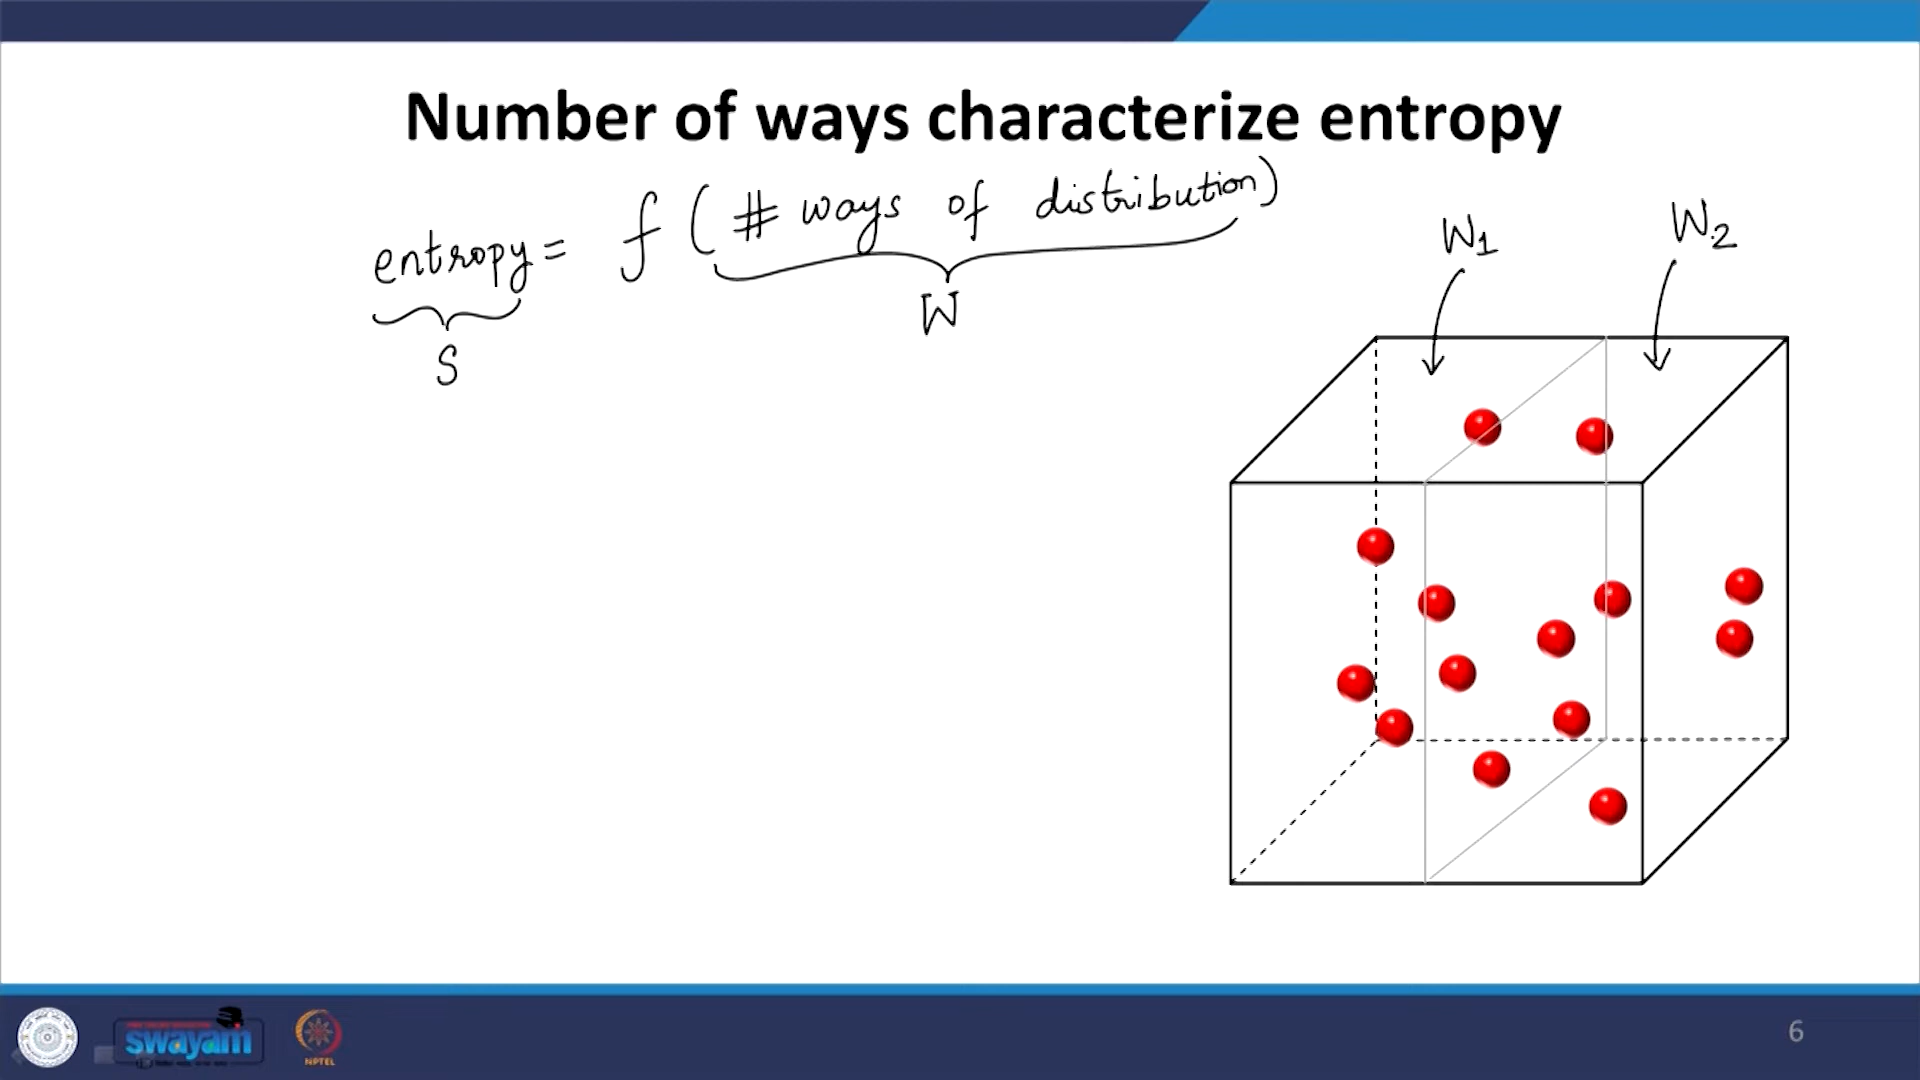 Number of ways characterize entropy
entropy = f (# ways of distribution)
S
W
W1
W2
swayam
NPTEL
6